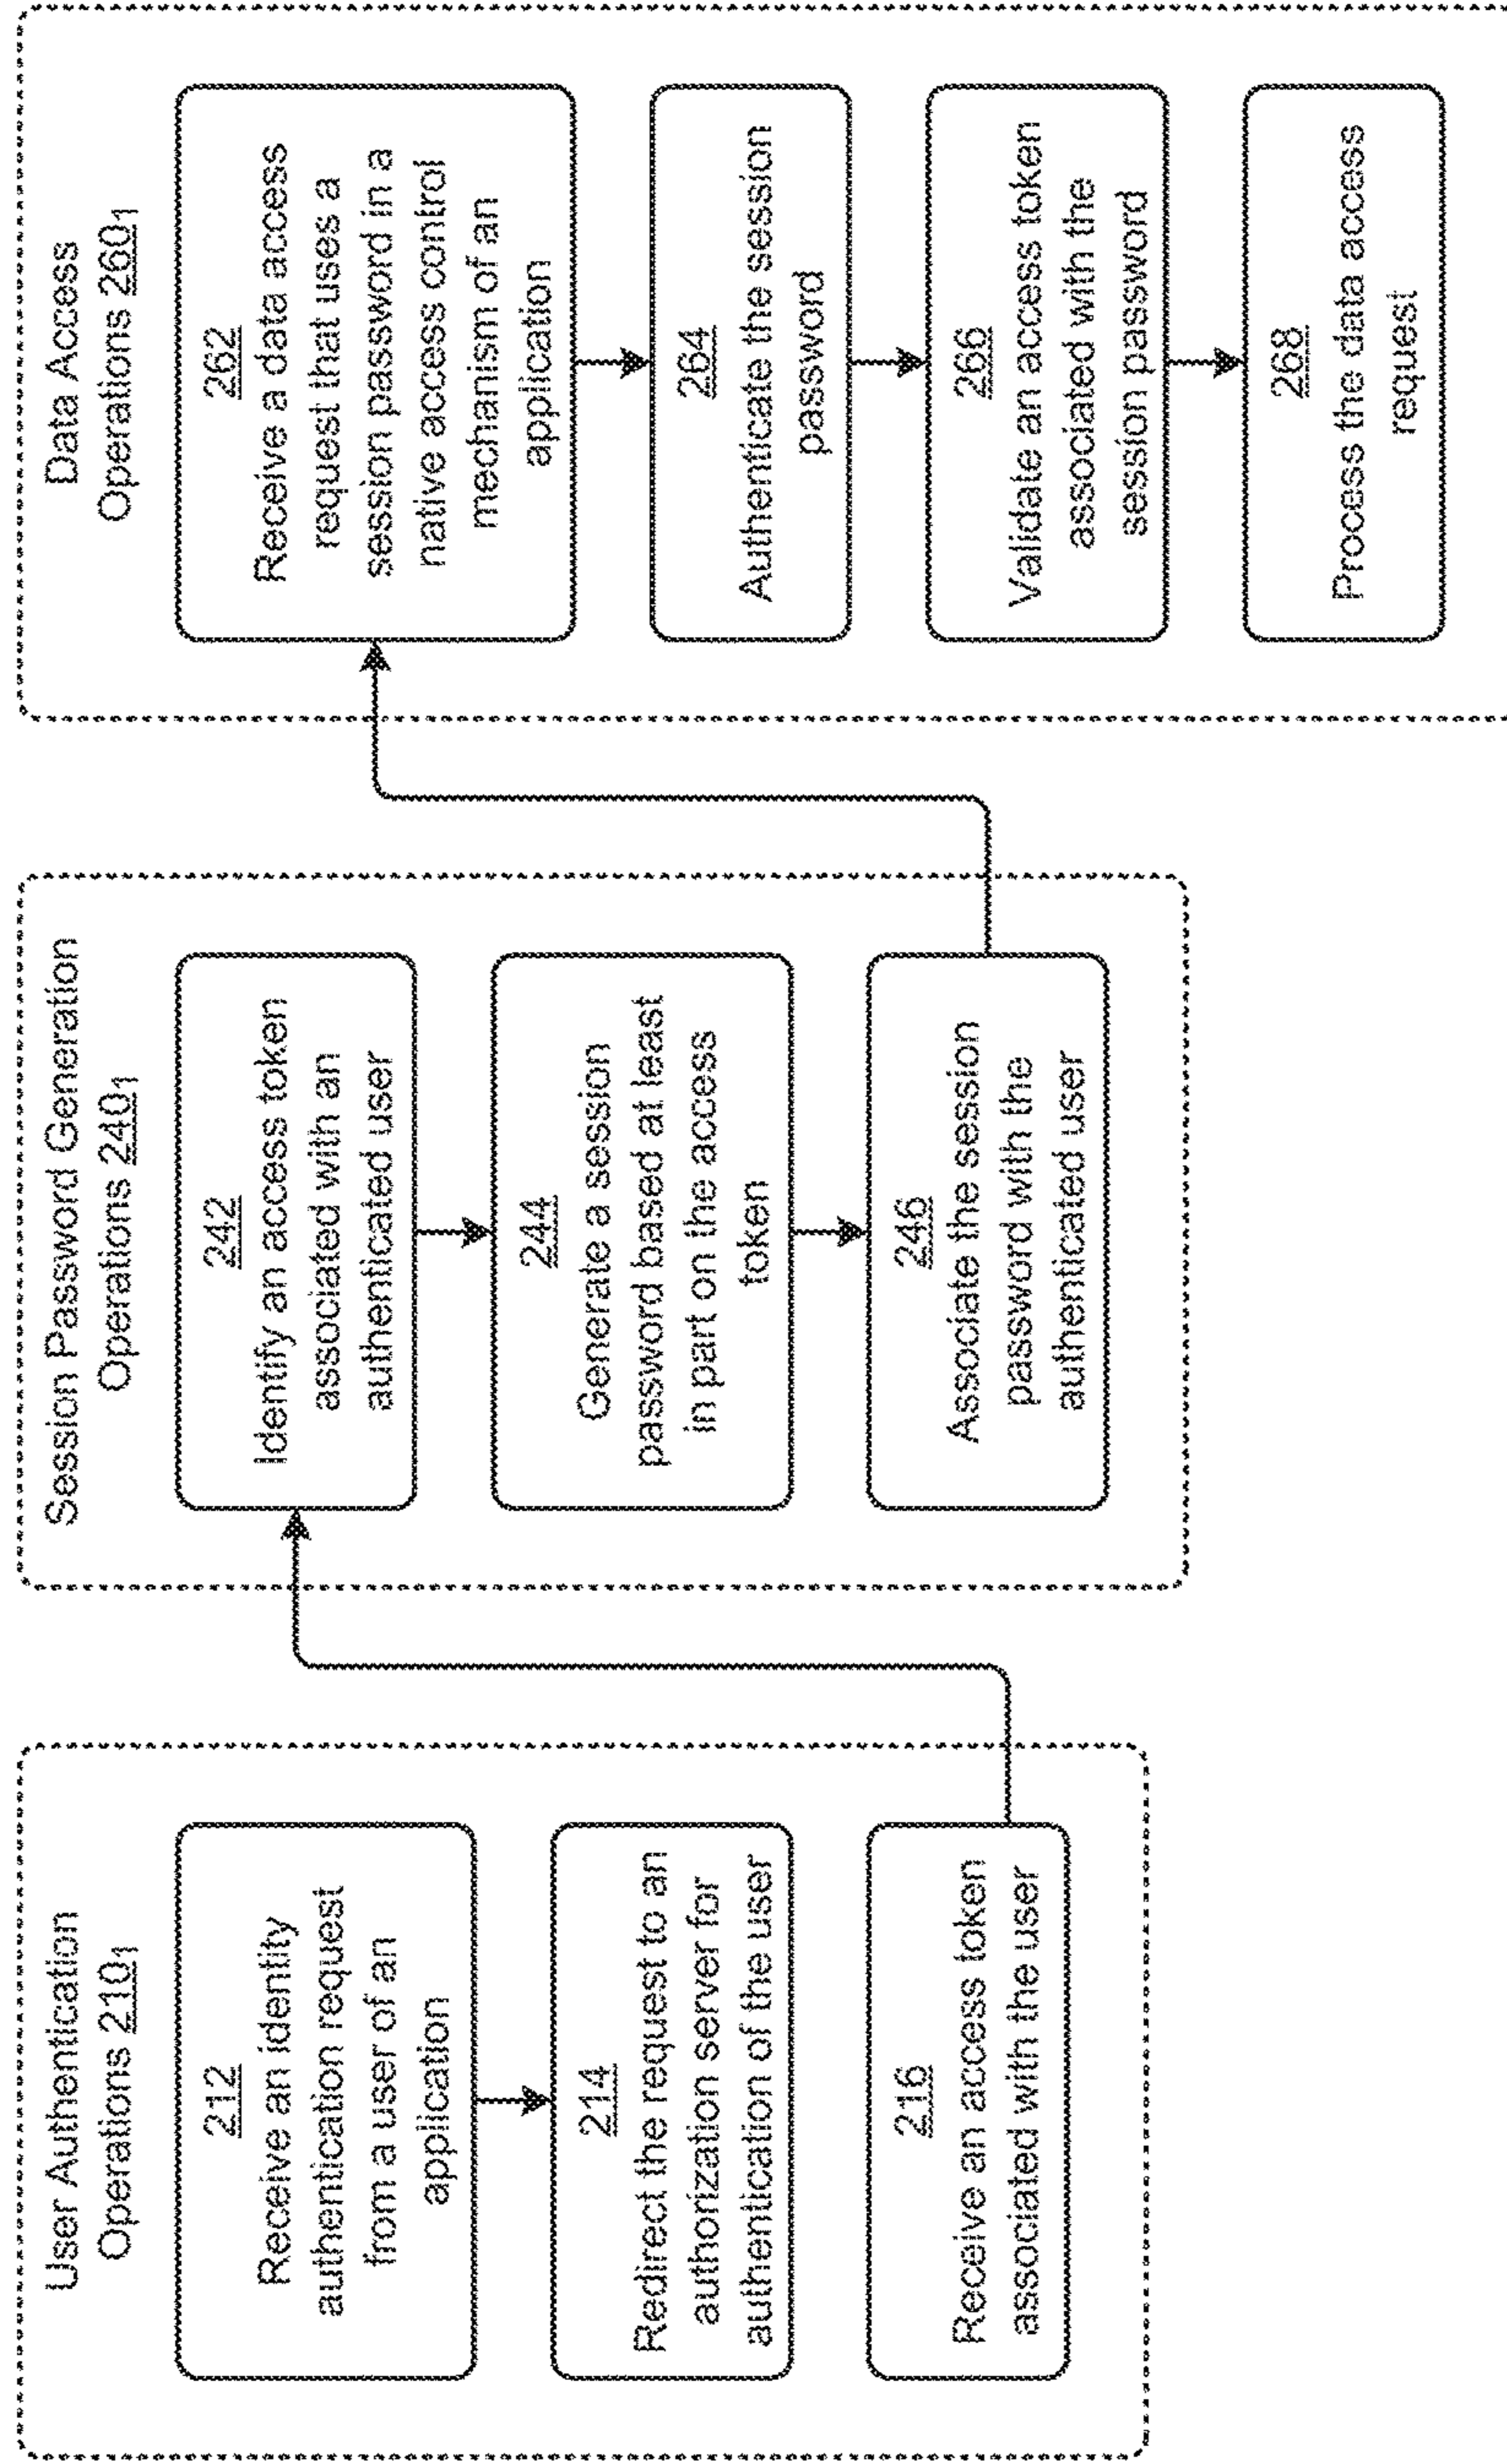 User Authentication
Operations 210₁
212
Receive an identity
authentication request
from a user of an
application
214
Redirect the request to an
authorization server for
authentication of the user
216
Receive an access token
associated with the user
Session Password Generation
Operations 240₁
242
Identify an access token
associated with an
authenticated user
244
Generate a session
password based at least
in part on the access
token
246
Associate the session
password with the
authenticated user
Data Access
Operations 260₁
262
Receive a data access
request that uses a
session password in a
native access control
mechanism of an
application
264
Authenticate the session
password
266
Validate an access token
associated with the
session password
268
Process the data access
request